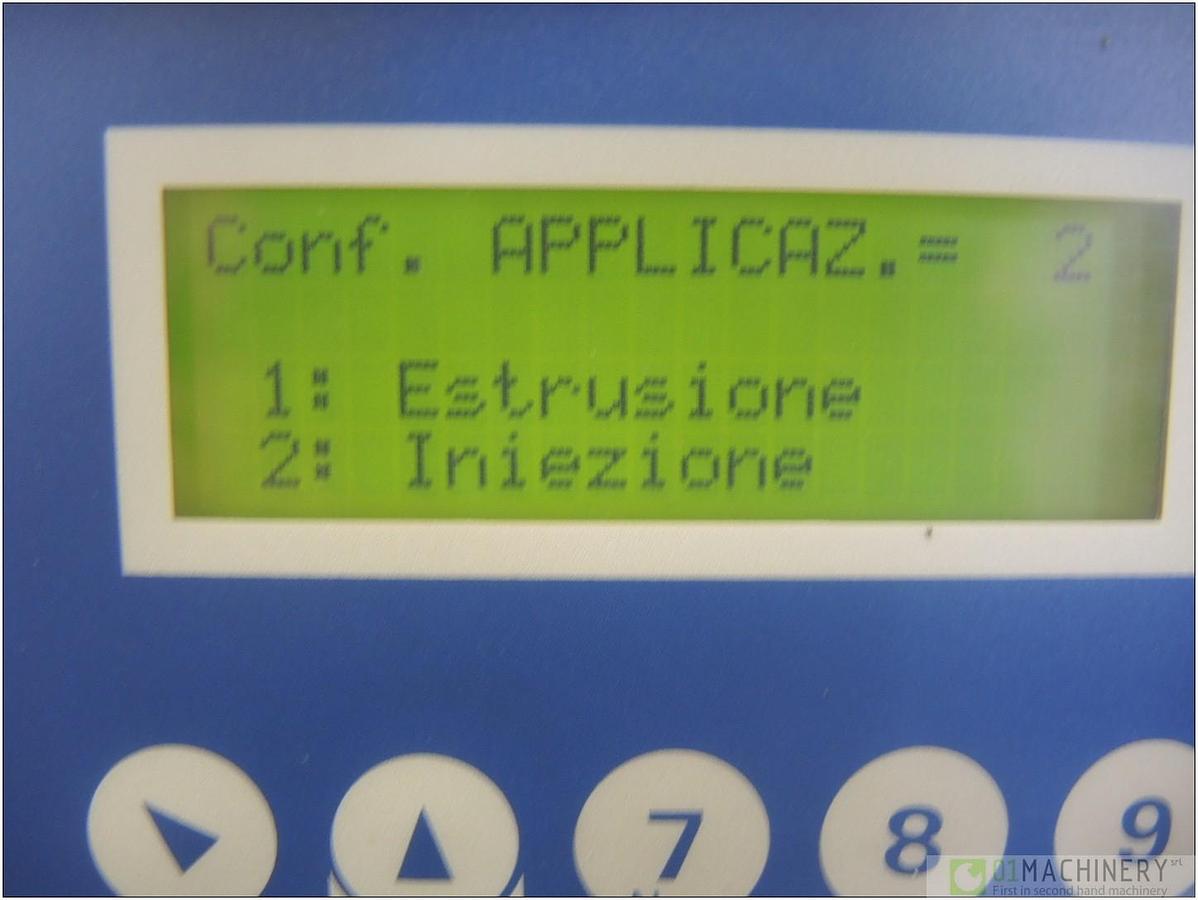 Conf. APPLICAZ.= 2
1: Estrusione
2: Iniezione
7 8 9
01MACHINERY srl
First in second hand machinery